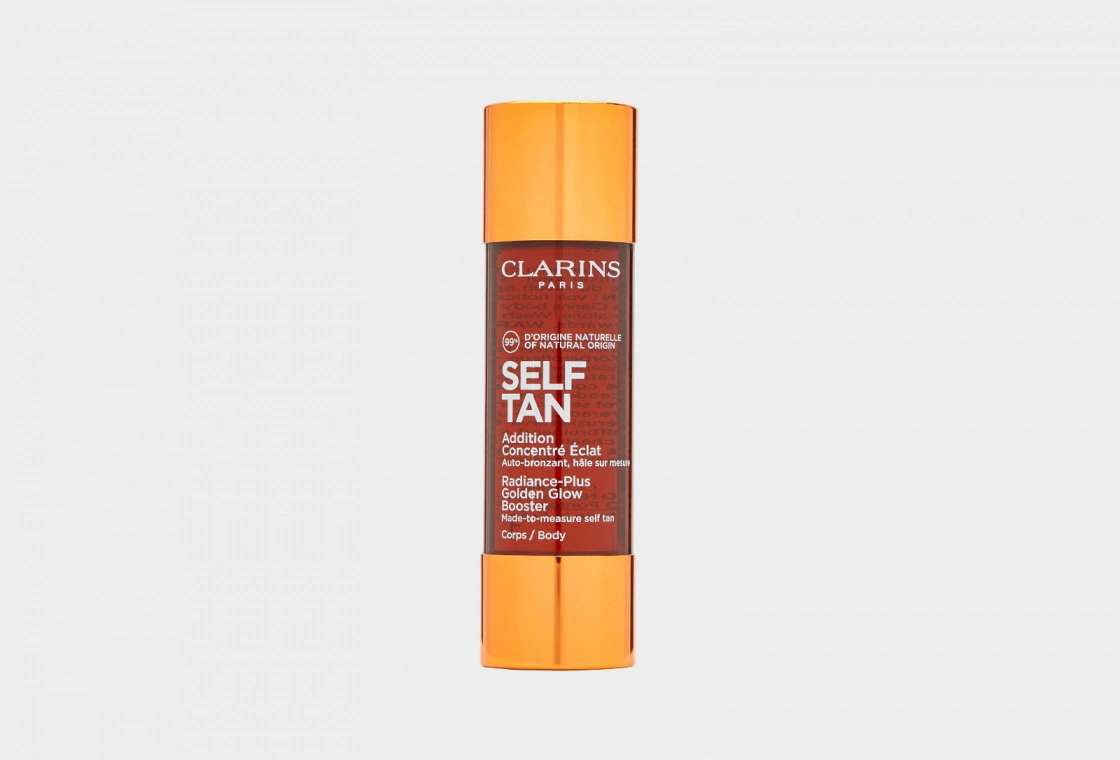 CLARINS
PARIS
99%
D'ORIGINE NATURELLE
OF NATURAL ORIGIN
SELF
TAN
Addition
Concentré Éclat
Auto-bronzant, hâle sur mesure
Radiance-Plus
Golden Glow
Booster
Made-to-measure self tan
Corps / Body